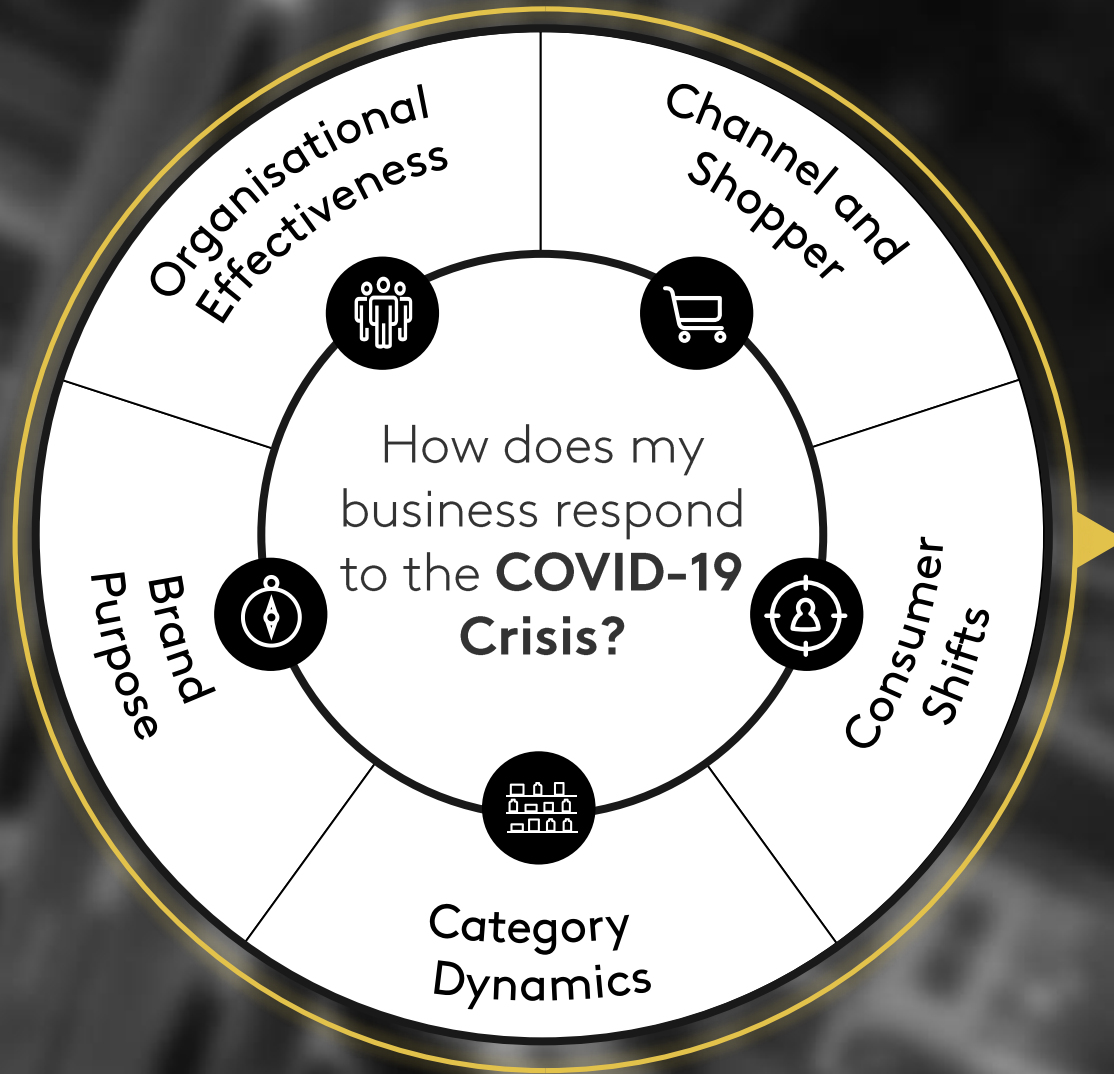 Organisational
Effectiveness
Channel and
Shopper
How does my
business respond
to the COVID-19
Crisis?
Brand
Purpose
Consumer
Shifts
Category
Dynamics